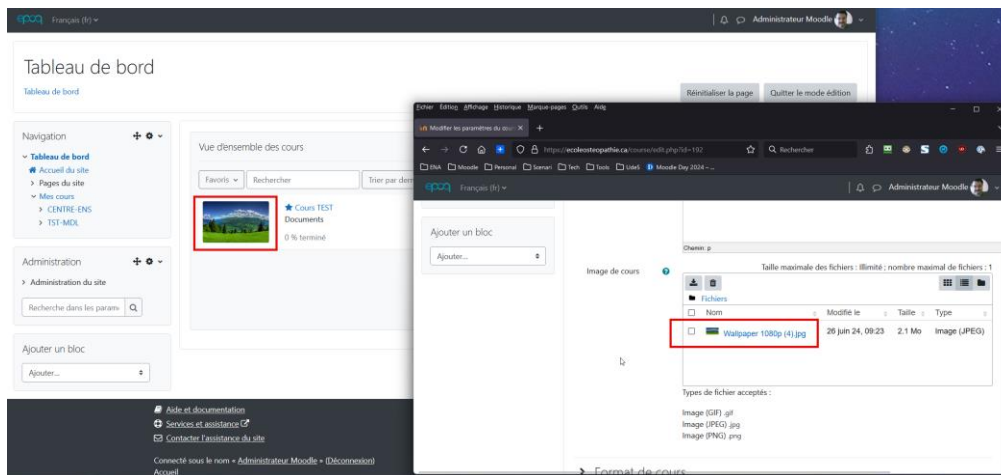 epoq Français (fr)
Administrateur Moodle
Tableau de bord
Tableau de bord
Réinitialiser la page
Quitter le mode édition
Navigation
Tableau de bord
Accueil du site
Pages du site
Mes cours
CENTRE-ENS
TST-MDL
Administration
Administration du site
Recherche dans les param
Ajouter un bloc
Ajouter...
Vue d'ensemble des cours
Favoris
Rechercher
Trier par dern
Cours TEST
Documents
0 % terminé
Aide et documentation
Services et assistance
Contacter l'assistance du site
Connecté sous le nom « Administrateur Moodle » (Déconnexion)
Accueil
Fichier Édition Affichage Historique Marque-pages Outils Aide
Modifier les paramètres du cour
https://ecoleosteopathie.ca/course/edit.php?id=192
Rechercher
ENA Moodle Personal Scenari Tech Tools UdeS Moodle Day 2024 – ...
epoq Français (fr)
Administrateur Moodle
Ajouter un bloc
Ajouter...
Chemin: p
Image de cours
Taille maximale des fichiers : Illimité ; nombre maximal de fichiers : 1
Fichiers
Nom Modifié le Taille Type
Wallpaper 1080p (4).jpg 26 juin 24, 09:23 2.1 Mo Image (JPEG)
Types de fichier acceptés :
Image (GIF) .gif
Image (JPEG) .jpg
Image (PNG) .png
Format de cours